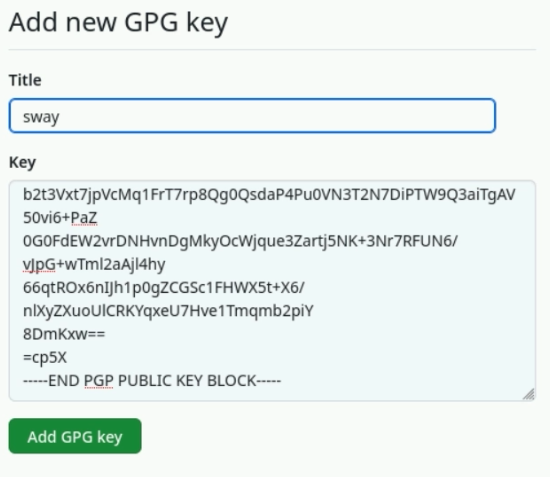 Add new GPG key
Title
sway
Key
b2t3Vxt7jpVcMq1FrT7rp8Qg0QsdaP4Pu0VN3T2N7DiPTW9Q3aiTgAV
50vi6+PaZ
0G0FdEW2vrDNHvnDgMkyOcWjque3Zartj5NK+3Nr7RFUN6/
vJpG+wTml2aAjl4hy
66qtROx6nIJh1p0gZCGSc1FHWX5t+X6/
nlXyZXuoUlCRKYqxeU7Hve1Tmqmb2piY
8DmKxw==
=cp5X
-----END PGP PUBLIC KEY BLOCK-----
Add GPG key